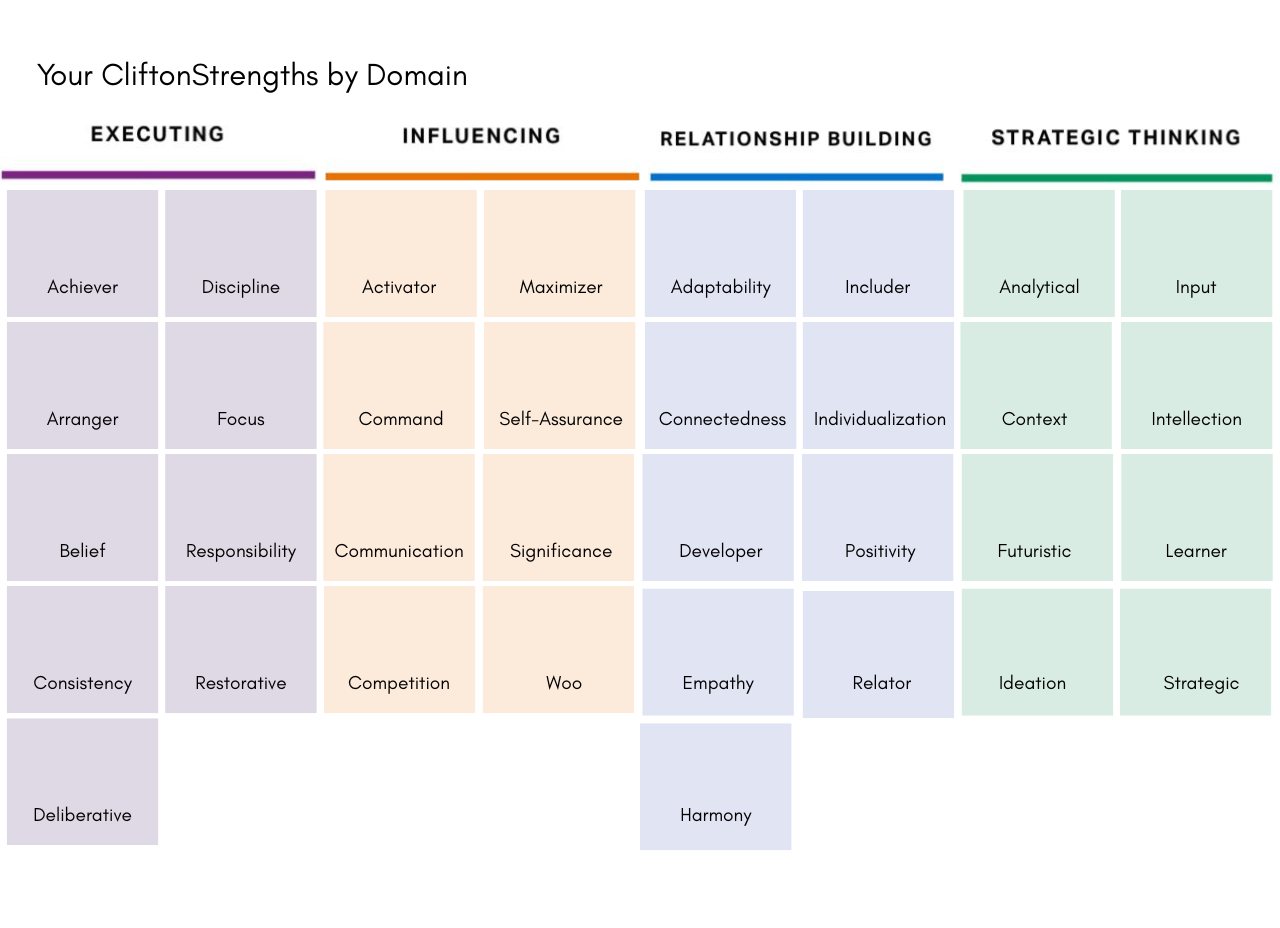 Your CliftonStrengths by Domain
EXECUTING
INFLUENCING
RELATIONSHIP BUILDING
STRATEGIC THINKING
Achiever
Discipline
Activator
Maximizer
Adaptability
Includer
Analytical
Input
Arranger
Focus
Command
Self-Assurance
Connectedness
Individualization
Context
Intellection
Belief
Responsibility
Communication
Significance
Developer
Positivity
Futuristic
Learner
Consistency
Restorative
Competition
Woo
Empathy
Relator
Ideation
Strategic
Deliberative
Harmony